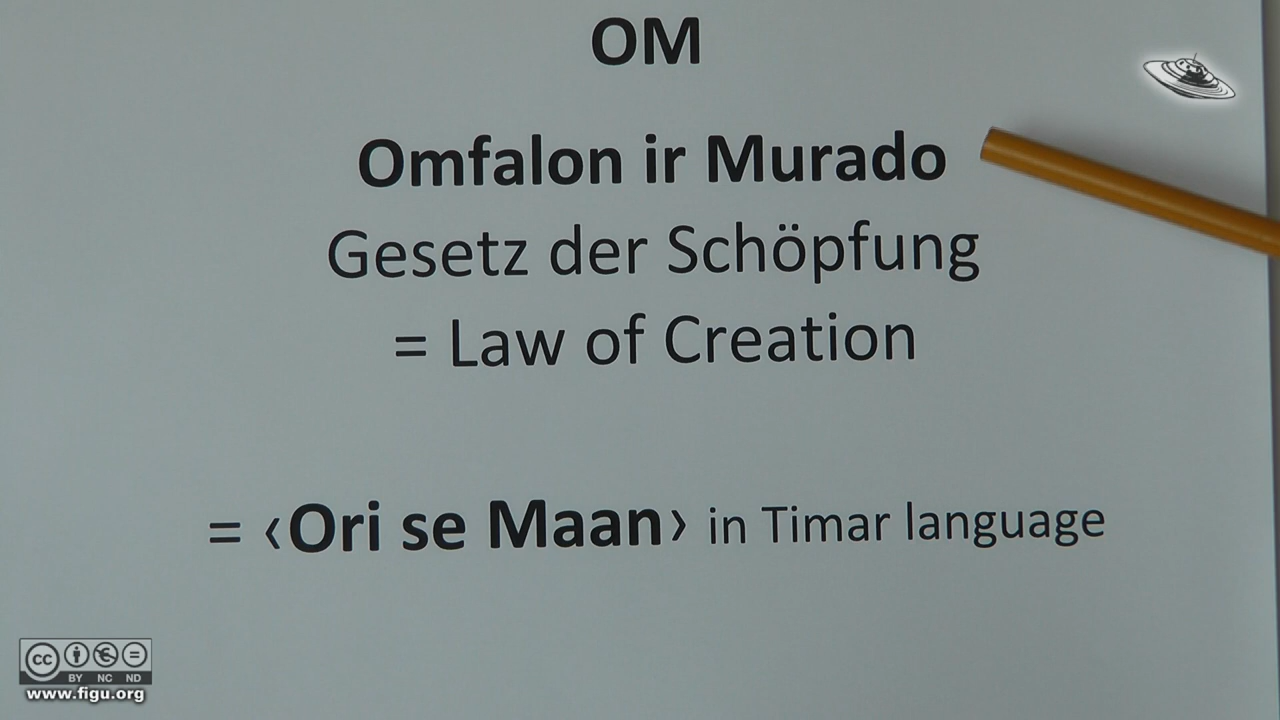 OM
Omfalon ir Murado
Gesetz der Schöpfung
= Law of Creation
= ‹Ori se Maan› in Timar language
cc BY NC ND
www.figu.org